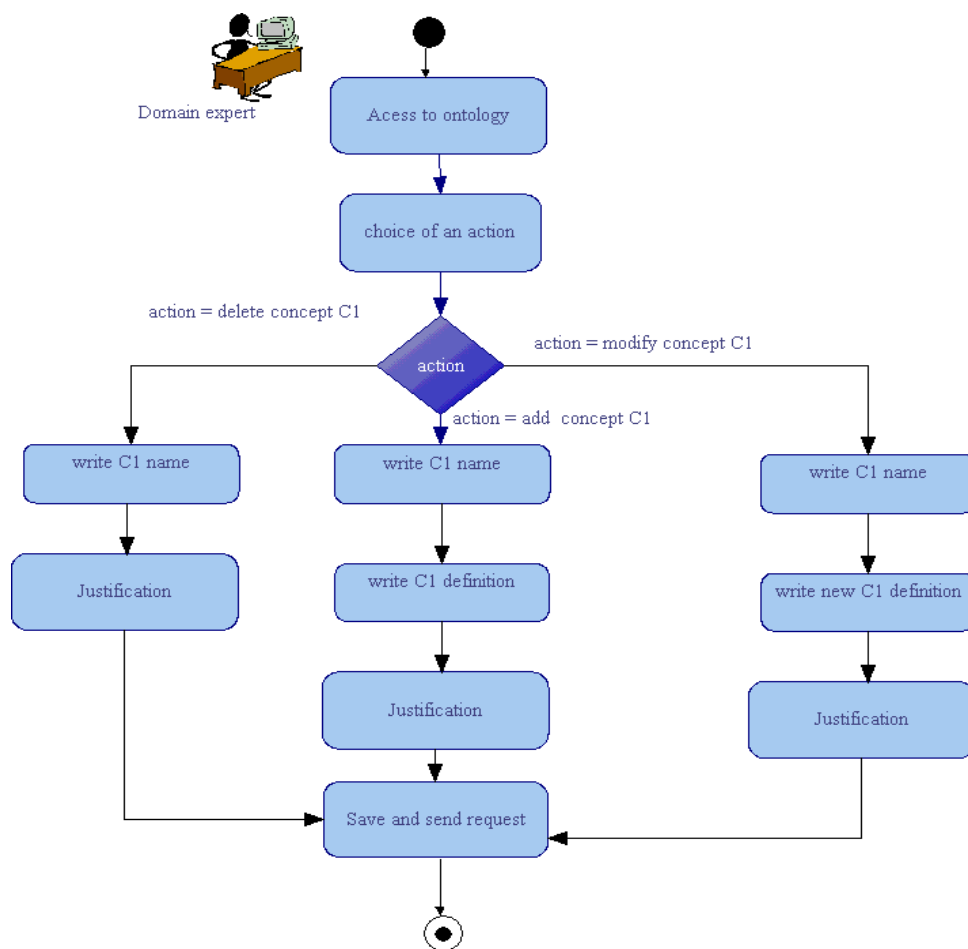 Domain expert
Acess to ontology
choice of an action
action = delete concept C1
action = modify concept C1
action
action = add  concept C1
write C1 name
write C1 name
write C1 name
Justification
write C1 definition
write new C1 definition
Justification
Justification
Save and send request